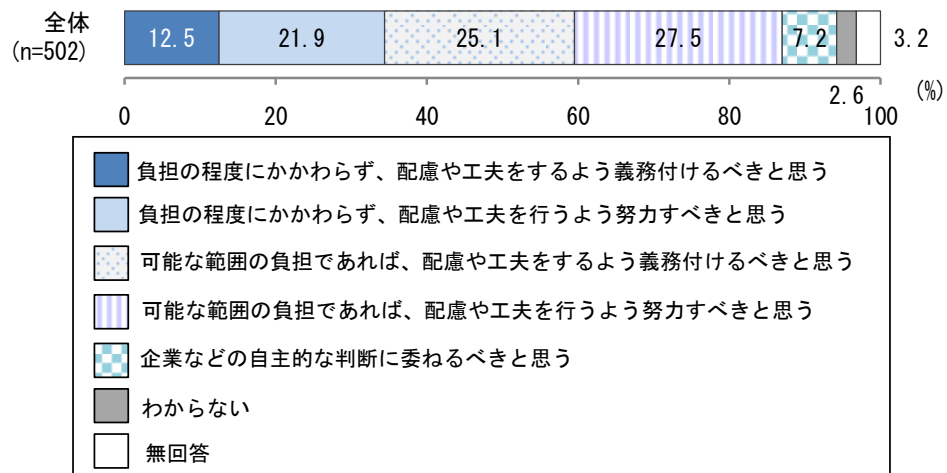 全体
(n=502)
12.5 21.9 25.1 27.5 7.2 3.2
2.6 (%)
0 20 40 60 80 100
負担の程度にかかわらず、配慮や工夫をするよう義務付けるべきと思う
負担の程度にかかわらず、配慮や工夫を行うよう努力すべきと思う
可能な範囲の負担であれば、配慮や工夫をするよう義務付けるべきと思う
可能な範囲の負担であれば、配慮や工夫を行うよう努力すべきと思う
企業などの自主的な判断に委ねるべきと思う
わからない
無回答